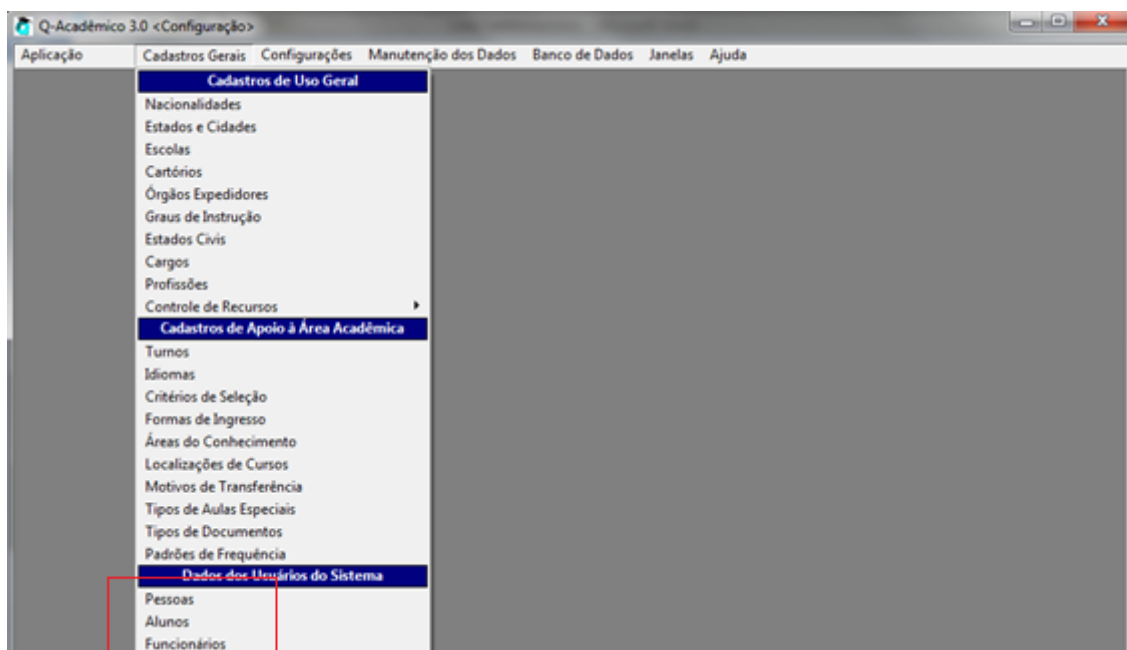 Q-Acadêmico 3.0 <Configuração>
Aplicação Cadastros Gerais Configurações Manutenção dos Dados Banco de Dados Janelas Ajuda
Cadastros de Uso Geral
Nacionalidades
Estados e Cidades
Escolas
Cartórios
Órgãos Expedidores
Graus de Instrução
Estados Civis
Cargos
Profissões
Controle de Recursos
Cadastros de Apoio à Área Acadêmica
Turnos
Idiomas
Critérios de Seleção
Formas de Ingresso
Áreas do Conhecimento
Localizações de Cursos
Motivos de Transferência
Tipos de Aulas Especiais
Tipos de Documentos
Padrões de Frequência
Dados dos Usuários do Sistema
Pessoas
Alunos
Funcionários